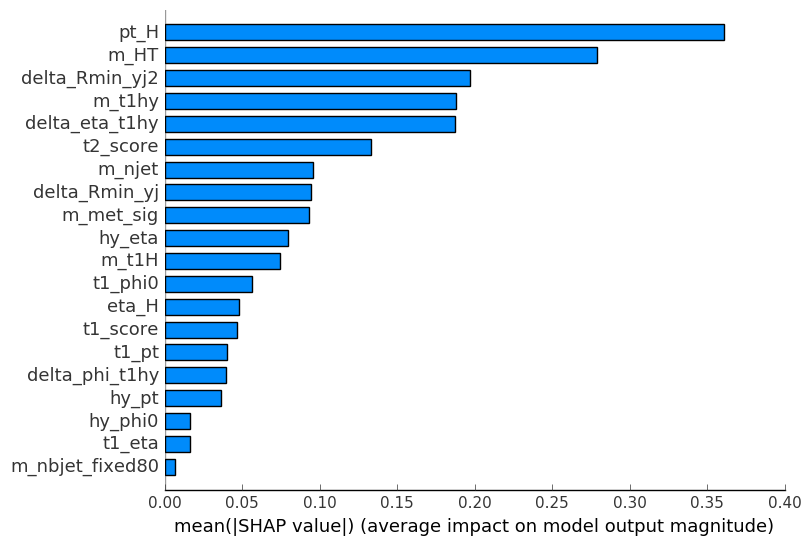 pt_H
m_HT
delta_Rmin_yj2
m_t1hy
delta_eta_t1hy
t2_score
m_njet
delta_Rmin_yj
m_met_sig
hy_eta
m_t1H
t1_phi0
eta_H
t1_score
t1_pt
delta_phi_t1hy
hy_pt
hy_phi0
t1_eta
m_nbjet_fixed80
0.00 0.05 0.10 0.15 0.20 0.25 0.30 0.35 0.40
mean(|SHAP value|) (average impact on model output magnitude)